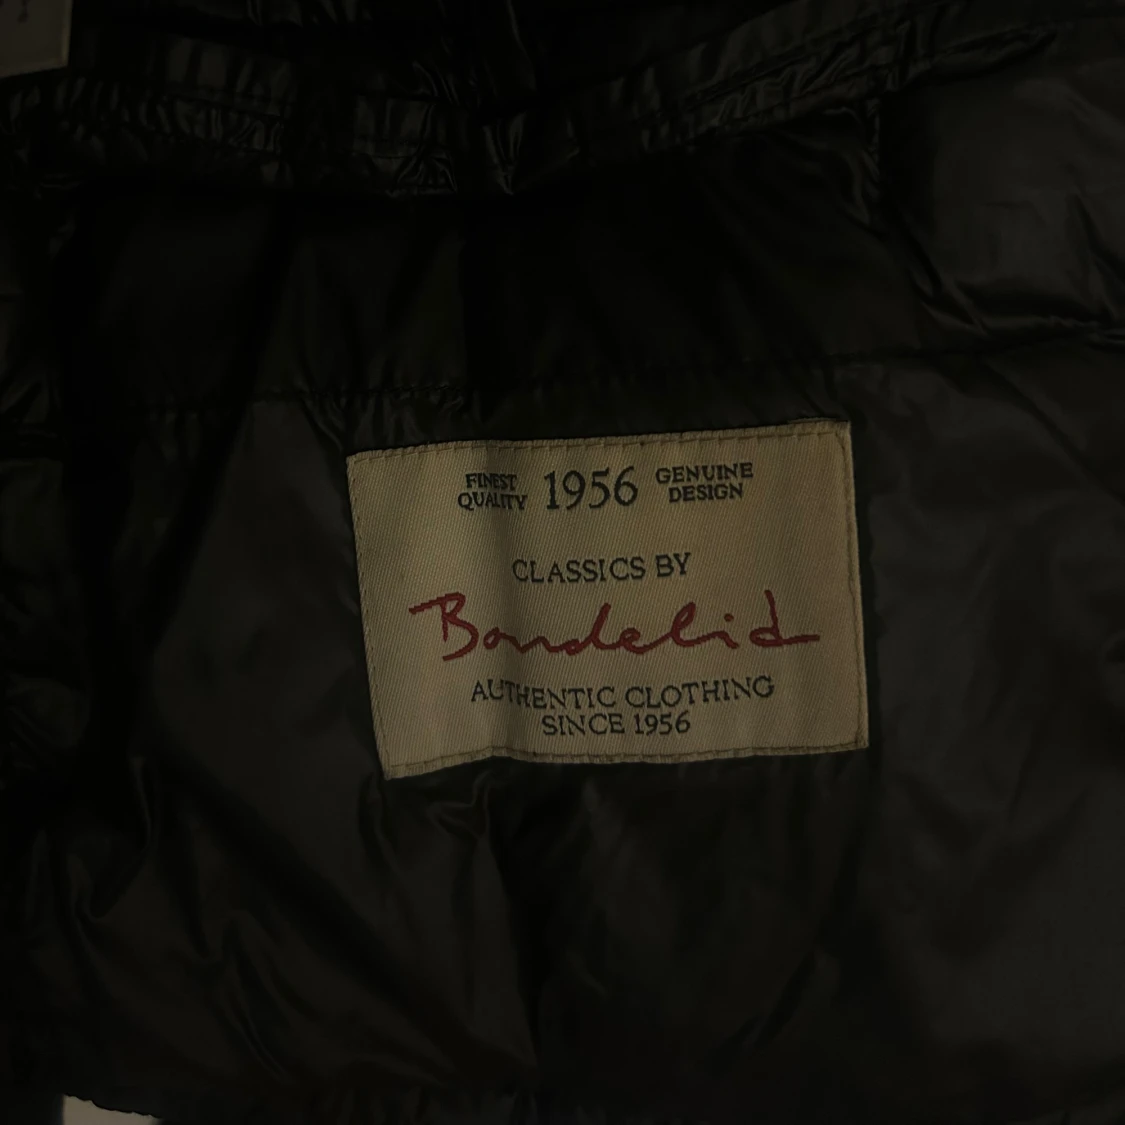 FINEST QUALITY 1956 GENUINE DESIGN
CLASSICS BY
Bondelid
AUTHENTIC CLOTHING
SINCE 1956